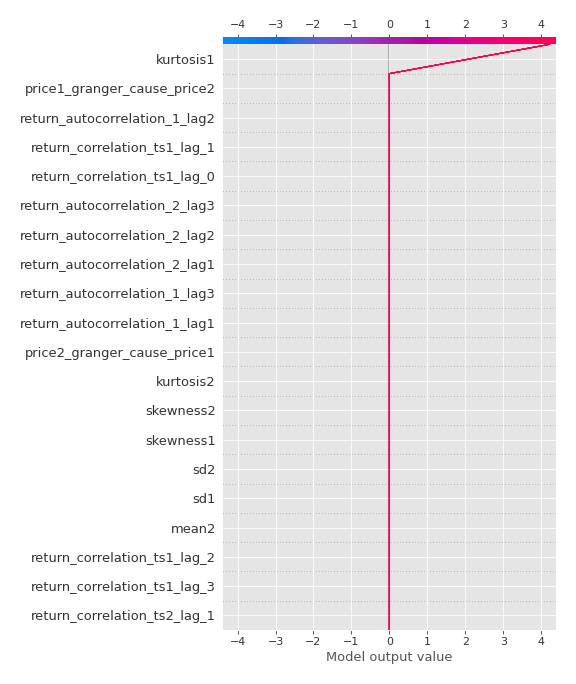 −4 −3 −2 −1 0 1 2 3 4
kurtosis1
price1_granger_cause_price2
return_autocorrelation_1_lag2
return_correlation_ts1_lag_1
return_correlation_ts1_lag_0
return_autocorrelation_2_lag3
return_autocorrelation_2_lag2
return_autocorrelation_2_lag1
return_autocorrelation_1_lag3
return_autocorrelation_1_lag1
price2_granger_cause_price1
kurtosis2
skewness2
skewness1
sd2
sd1
mean2
return_correlation_ts1_lag_2
return_correlation_ts1_lag_3
return_correlation_ts2_lag_1
−4 −3 −2 −1 0 1 2 3 4
Model output value